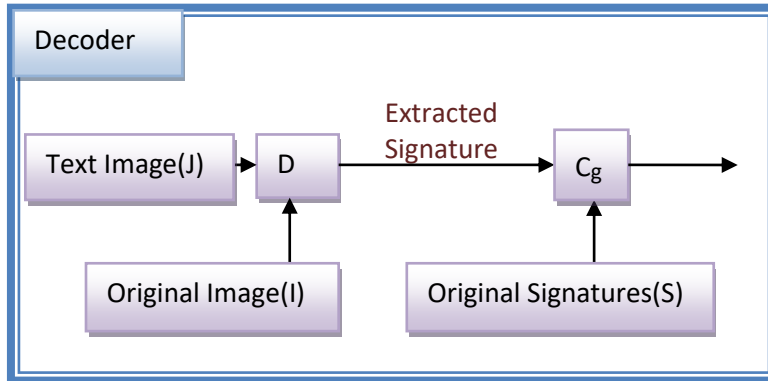 Decoder
Extracted
Signature
Text Image(J)
D
Cg
Original Image(I)
Original Signatures(S)